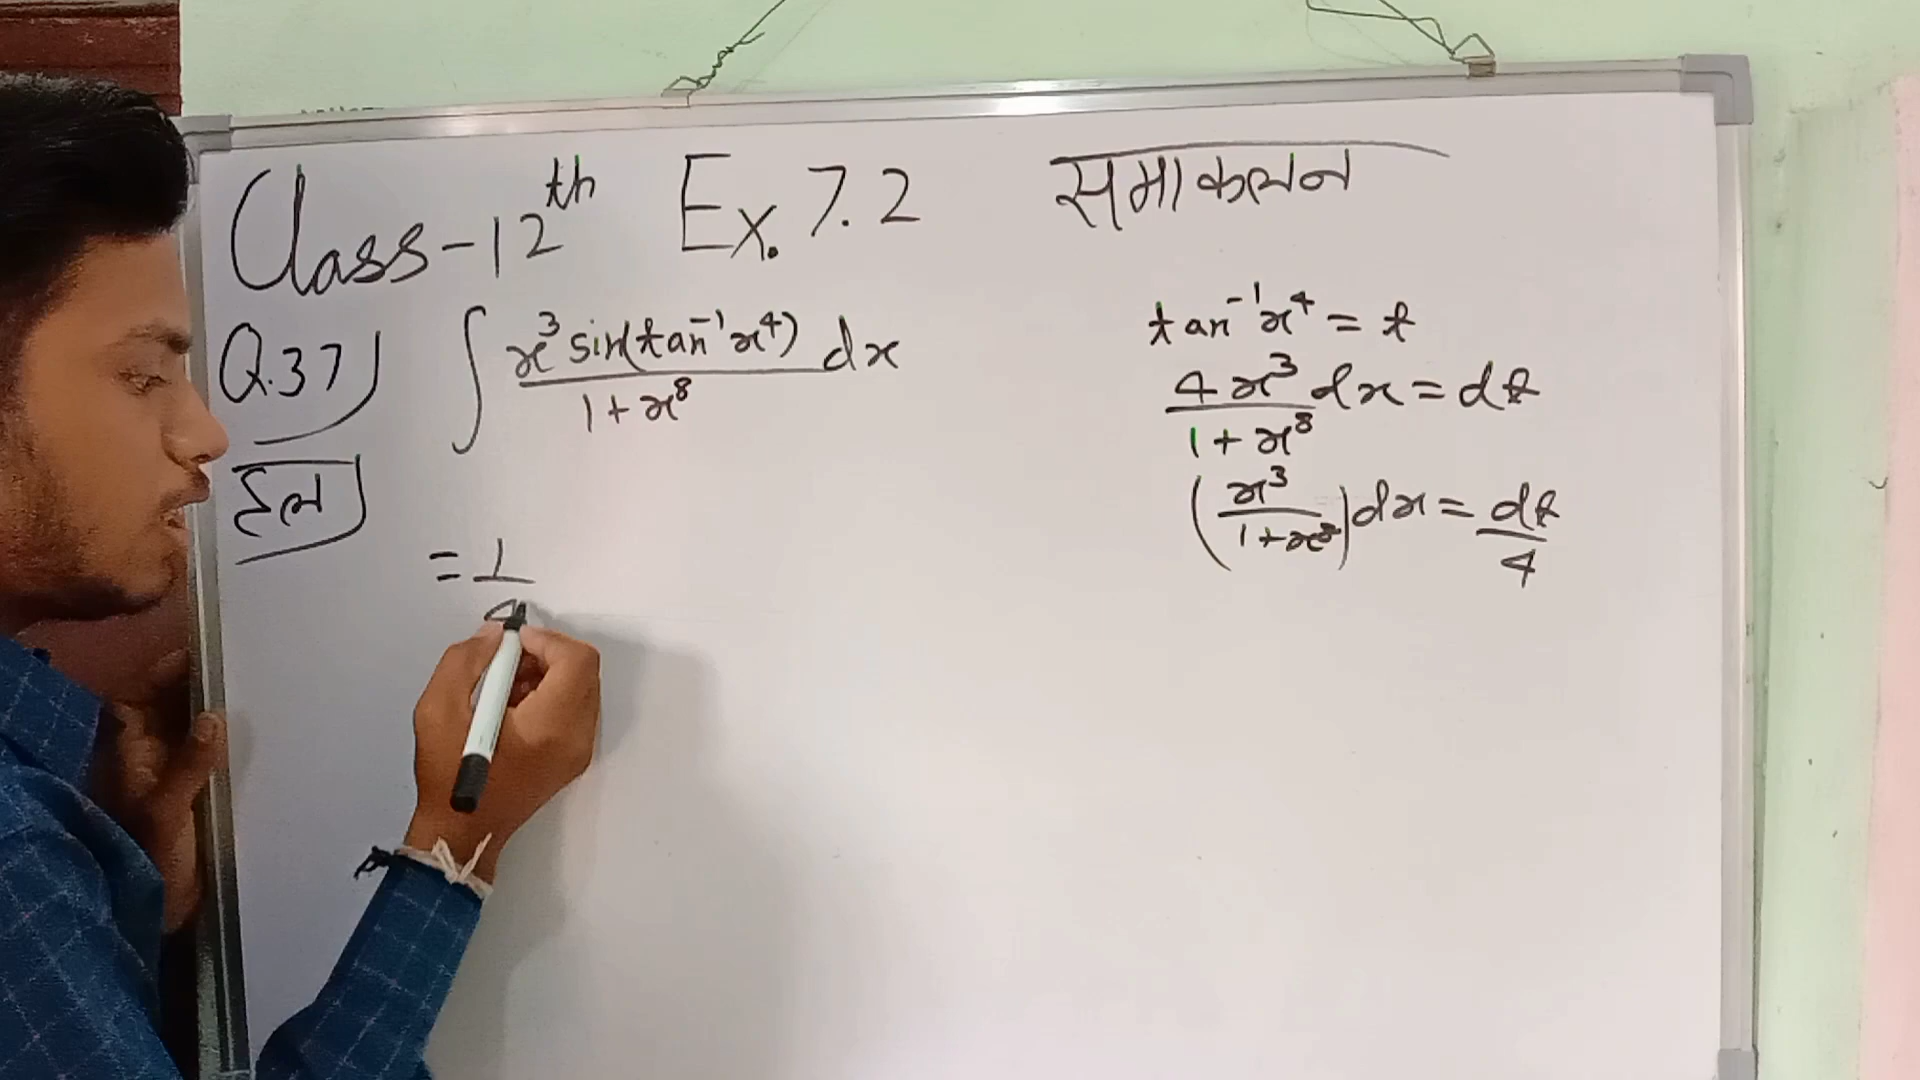 Class-12th Ex. 7.2 समाकलन
Q.37) ∫ x³ sin(tan⁻¹x⁴) / 1+x⁸ dx
हल
= 1/4
tan⁻¹x⁴ = t
4x³/1+x⁸ dx = dt
(x³/1+x⁸) dx = dt/4